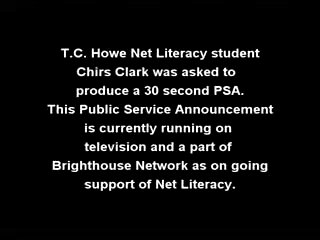 T.C. Howe Net Literacy student
Chirs Clark was asked to
produce a 30 second PSA.
This Public Service Announcement
is currently running on
television and a part of
Brighthouse Network as on going
support of Net Literacy.